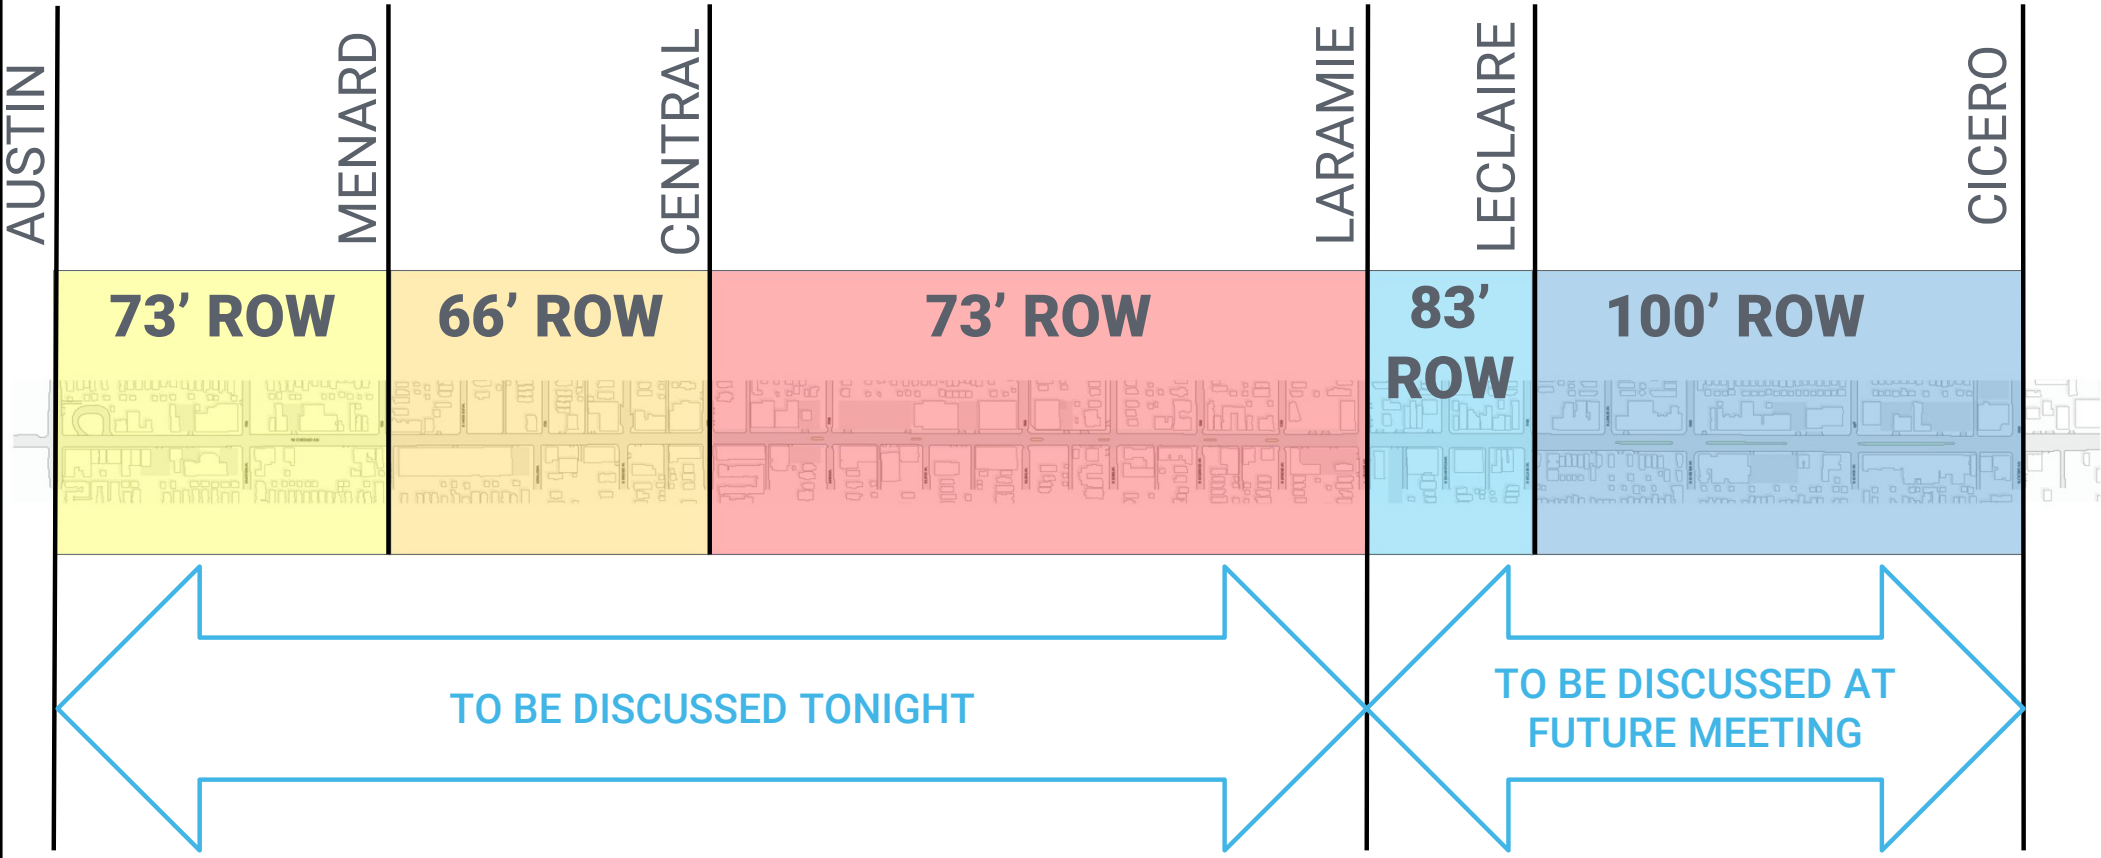 AUSTIN
MENARD
CENTRAL
LARAMIE
LECLAIRE
CICERO
73’ ROW
66’ ROW
73’ ROW
83’
ROW
100’ ROW
TO BE DISCUSSED TONIGHT
TO BE DISCUSSED AT
FUTURE MEETING